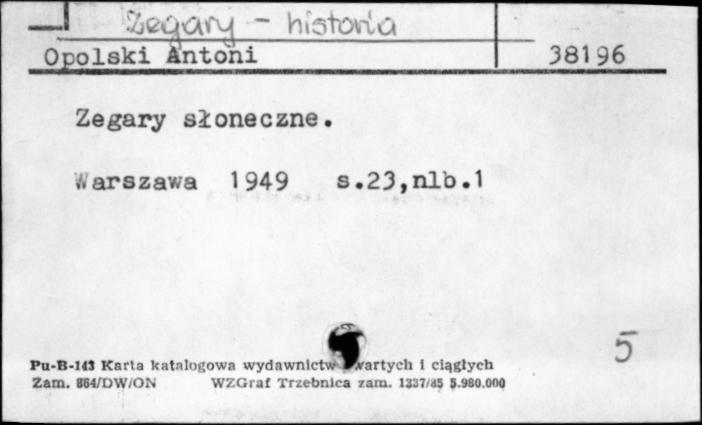 Zegary - historia
Opolski Antoni 38196
Zegary słoneczne.
Warszawa 1949 s.23,nlb.1
5
Pu-B-143 Karta katalogowa wydawnictw zwartych i ciągłych
Zam. 864/DW/ON WZGraf Trzebnica zam. 1337/85 5.980.000